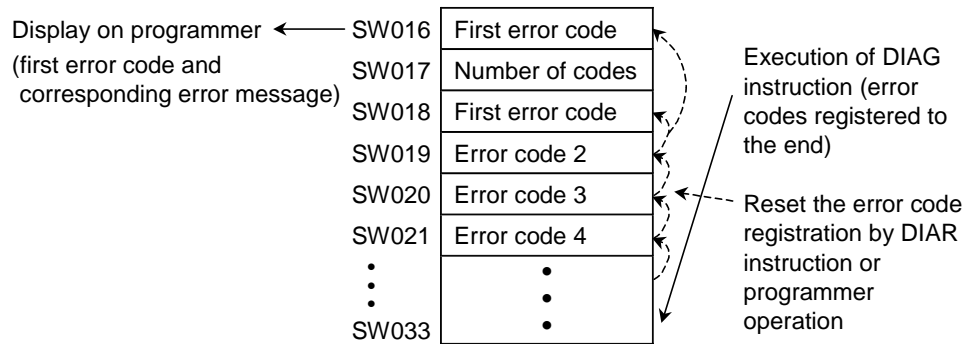 Display on programmer
(first error code and
corresponding error message)
SW016 First error code
SW017 Number of codes
SW018 First error code
SW019 Error code 2
SW020 Error code 3
SW021 Error code 4
SW033
Execution of DIAG
instruction (error
codes registered to
the end)
Reset the error code
registration by DIAR
instruction or
programmer
operation